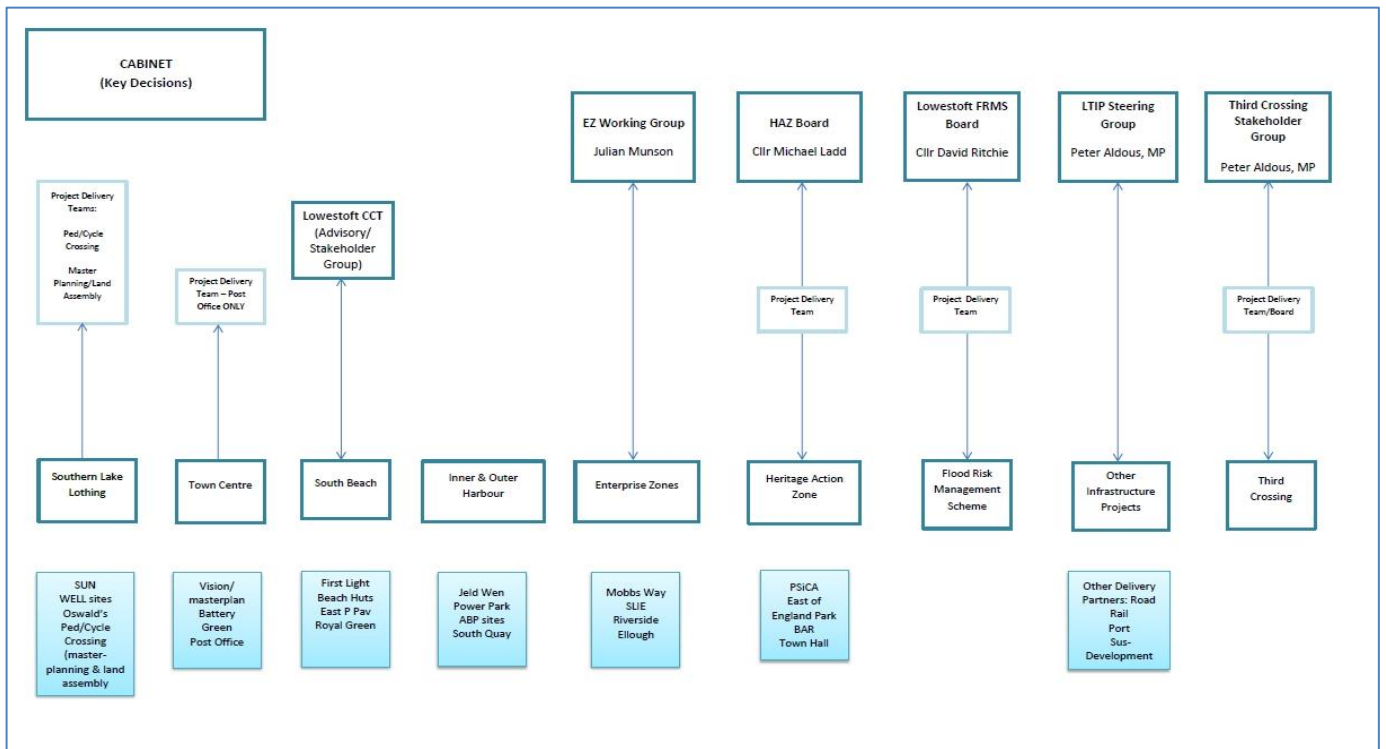 CABINET
(Key Decisions)
EZ Working Group
Julian Munson
HAZ Board
Cllr Michael Ladd
Lowestoft FRMS
Board
Cllr David Ritchie
LTIP Steering
Group
Peter Aldous, MP
Third Crossing
Stakeholder
Group
Peter Aldous, MP
Project Delivery
Teams:
Ped/Cycle
Crossing
Master
Planning/Land
Assembly
Project Delivery
Team – Post
Office ONLY
Lowestoft CCT
(Advisory/
Stakeholder
Group)
Project Delivery
Team
Project Delivery
Team
Project Delivery
Team/Board
Southern Lake
Lothing
Town Centre
South Beach
Inner & Outer
Harbour
Enterprise Zones
Heritage Action
Zone
Flood Risk
Management
Scheme
Other
Infrastructure
Projects
Third
Crossing
SUN
WELL sites
Oswald's
Ped/Cycle
Crossing
(master-
planning & land
assembly
Vision/
masterplan
Battery
Green
Post Office
First Light
Beach Huts
East P Pav
Royal Green
Jeld Wen
Power Park
ABP sites
South Quay
Mobbs Way
SLIE
Riverside
Ellough
PSiCA
East of
England Park
BAR
Town Hall
Other Delivery
Partners: Road
Rail
Port
Sus-
Development